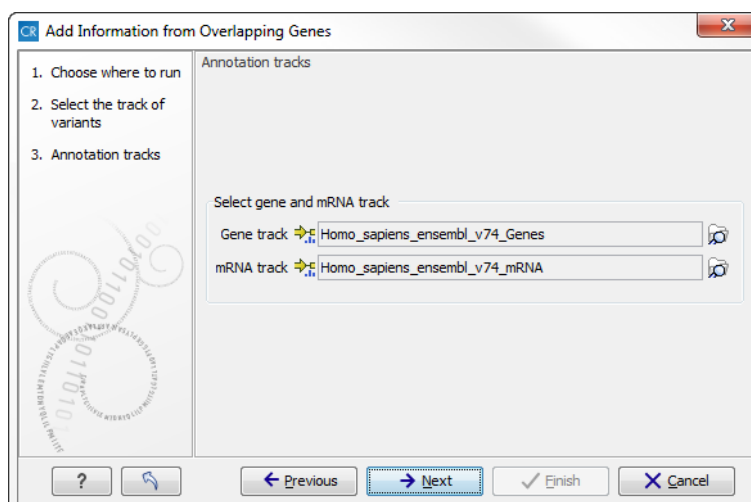 CR Add Information from Overlapping Genes
1. Choose where to run
2. Select the track of
variants
3. Annotation tracks
Annotation tracks
Select gene and mRNA track
Gene track Homo_sapiens_ensembl_v74_Genes
mRNA track Homo_sapiens_ensembl_v74_mRNA
? Previous Next Finish Cancel